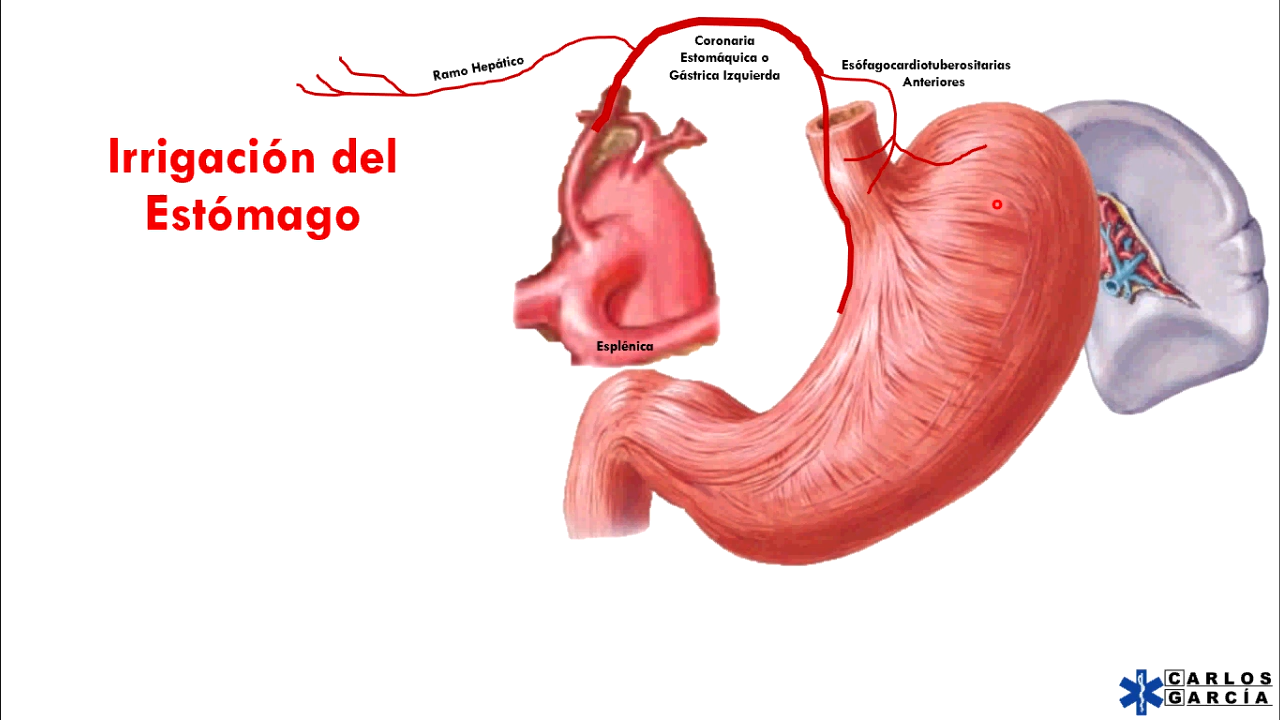 Irrigación del
Estómago
Ramo Hepático
Coronaria
Estomáquica o
Gástrica Izquierda
Esófagocardiotuberositarias
Anteriores
Esplénica
CARLOS
GARCÍA